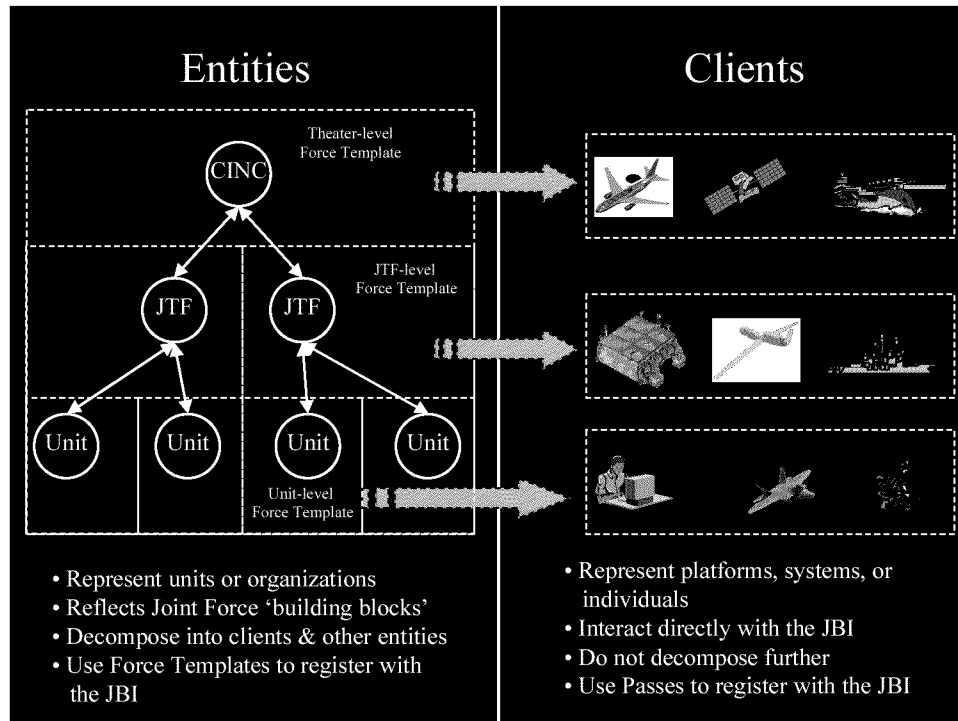 Entities
Theater-level
Force Template
CINC
JTF-level
Force Template
JTF
JTF
Unit
Unit
Unit
Unit
Unit-level
Force Template
• Represent units or organizations
• Reflects Joint Force ‘building blocks’
• Decompose into clients & other entities
• Use Force Templates to register with
the JBI
Clients
• Represent platforms, systems, or
individuals
• Interact directly with the JBI
• Do not decompose further
• Use Passes to register with the JBI